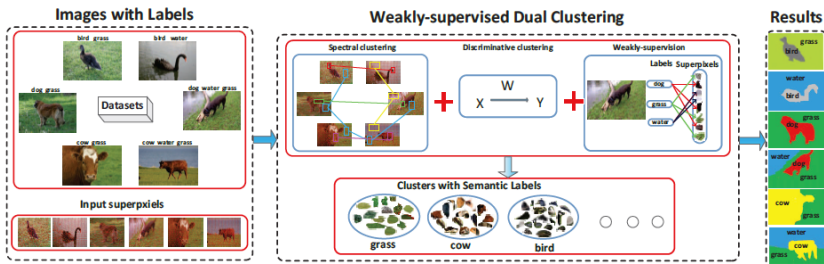 Images with Labels
bird grass
bird water
dog grass
Datasets
dog water grass
cow grass
cow water grass
Input superpxiels
Weakly-supervised Dual Clustering
Spectral clustering
Discriminative clustering
Weakly-supervision
W
X
Y
Labels
Superpixels
dog
grass
water
Clusters with Semantic Labels
grass
cow
bird
Results
grass
bird
water
bird
grass
dog
water
dog
grass
cow
grass
water
cow
grass